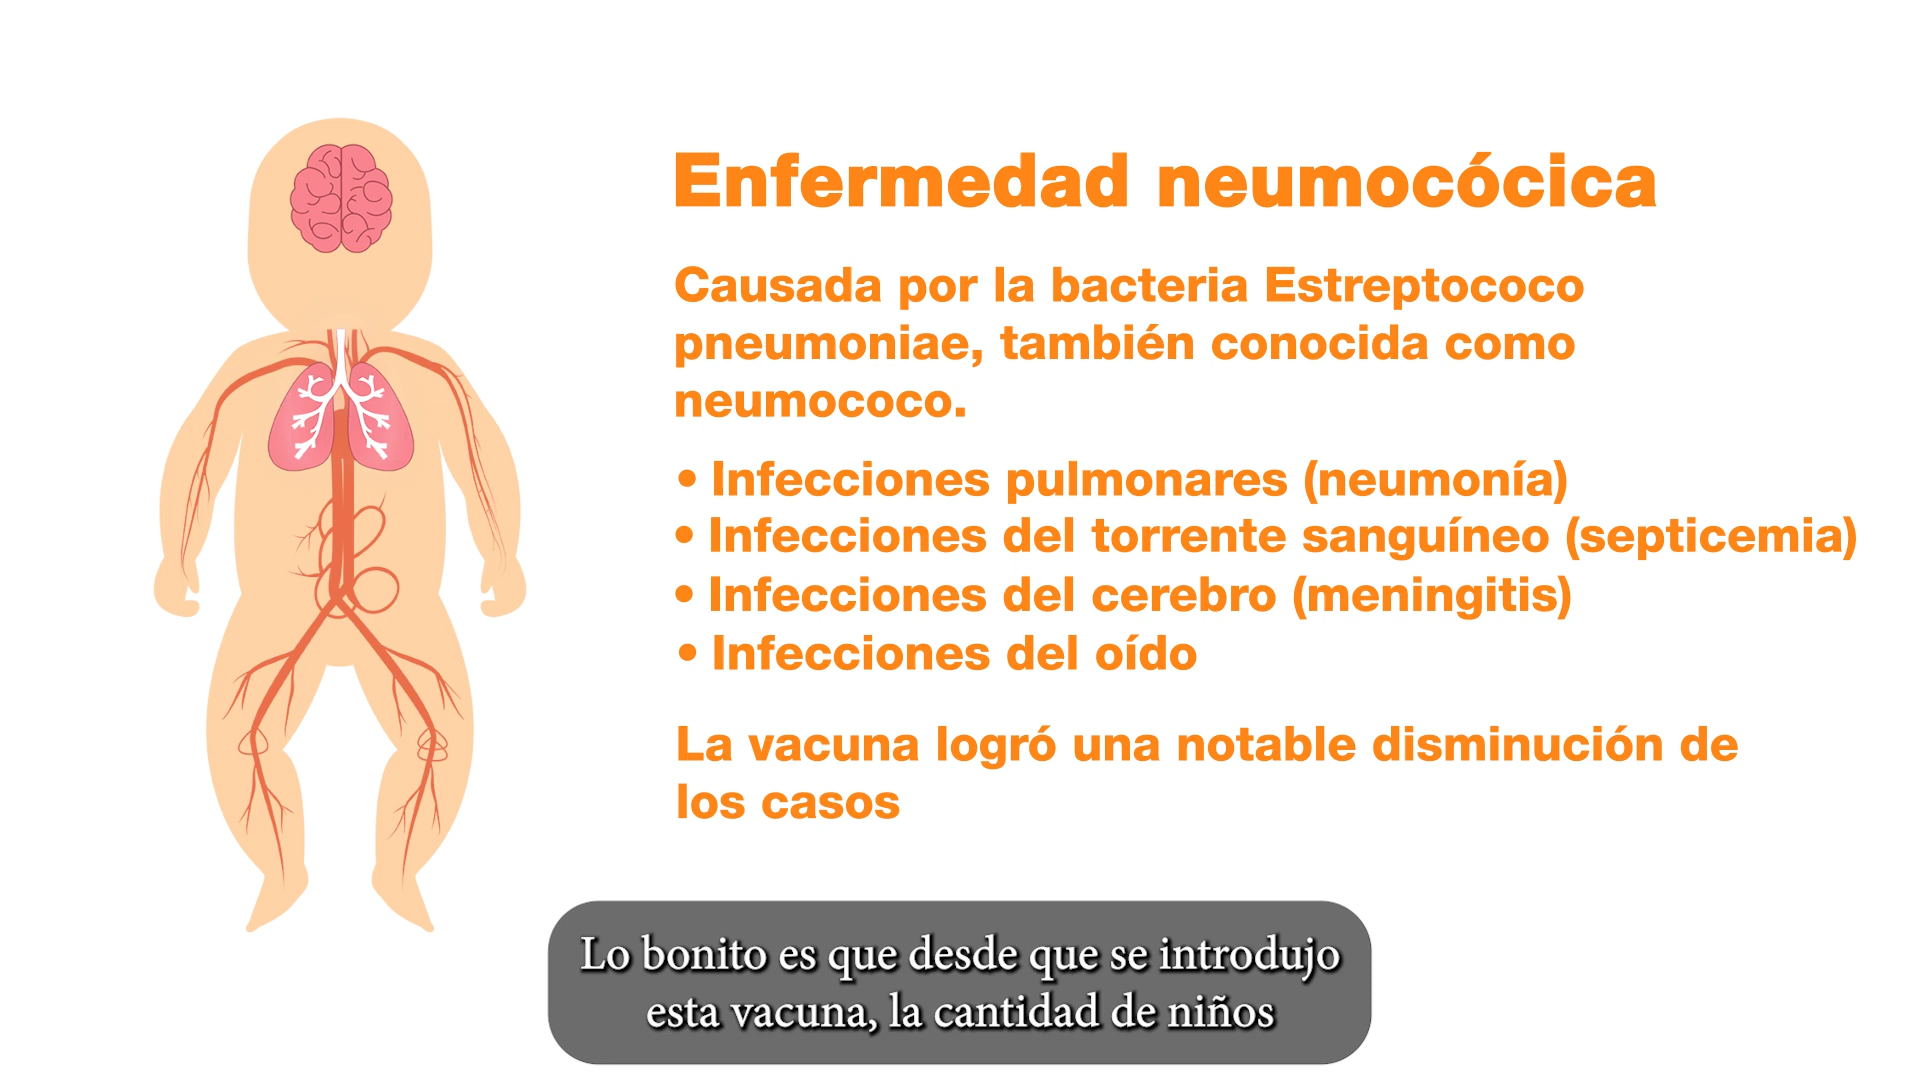 Enfermedad neumocócica
Causada por la bacteria Estreptococo
pneumoniae, también conocida como
neumococo.
• Infecciones pulmonares (neumonía)
• Infecciones del torrente sanguíneo (septicemia)
• Infecciones del cerebro (meningitis)
• Infecciones del oído
La vacuna logró una notable disminución de
los casos
Lo bonito es que desde que se introdujo
esta vacuna, la cantidad de niños